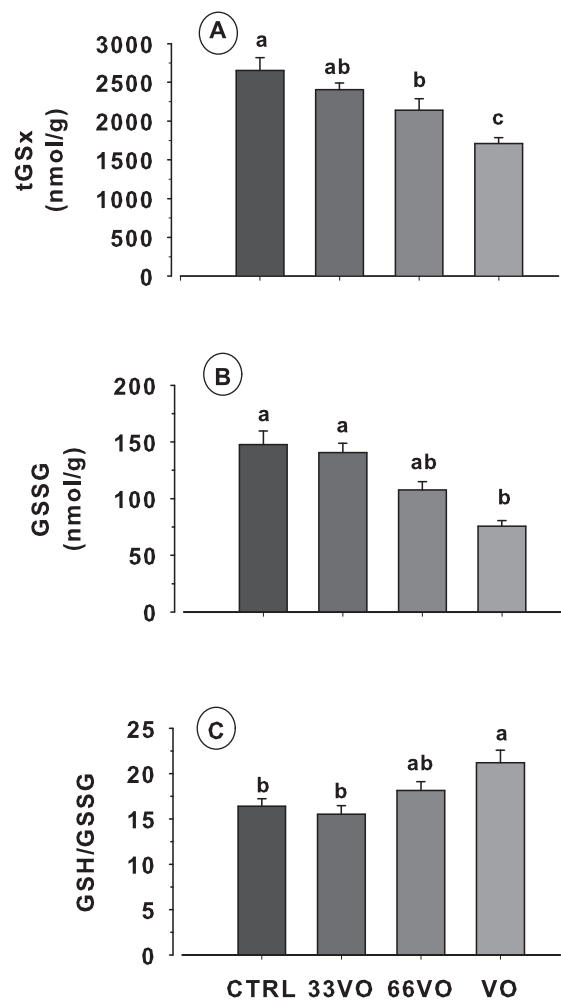 A
a
ab
b
c
3000
2500
2000
1500
1000
500
0
tGSx
(nmol/g)
B
a
a
ab
b
200
150
100
50
0
GSSG
(nmol/g)
C
b
b
ab
a
25
20
15
10
5
0
GSH/GSSG
CTRL 33VO 66VO VO